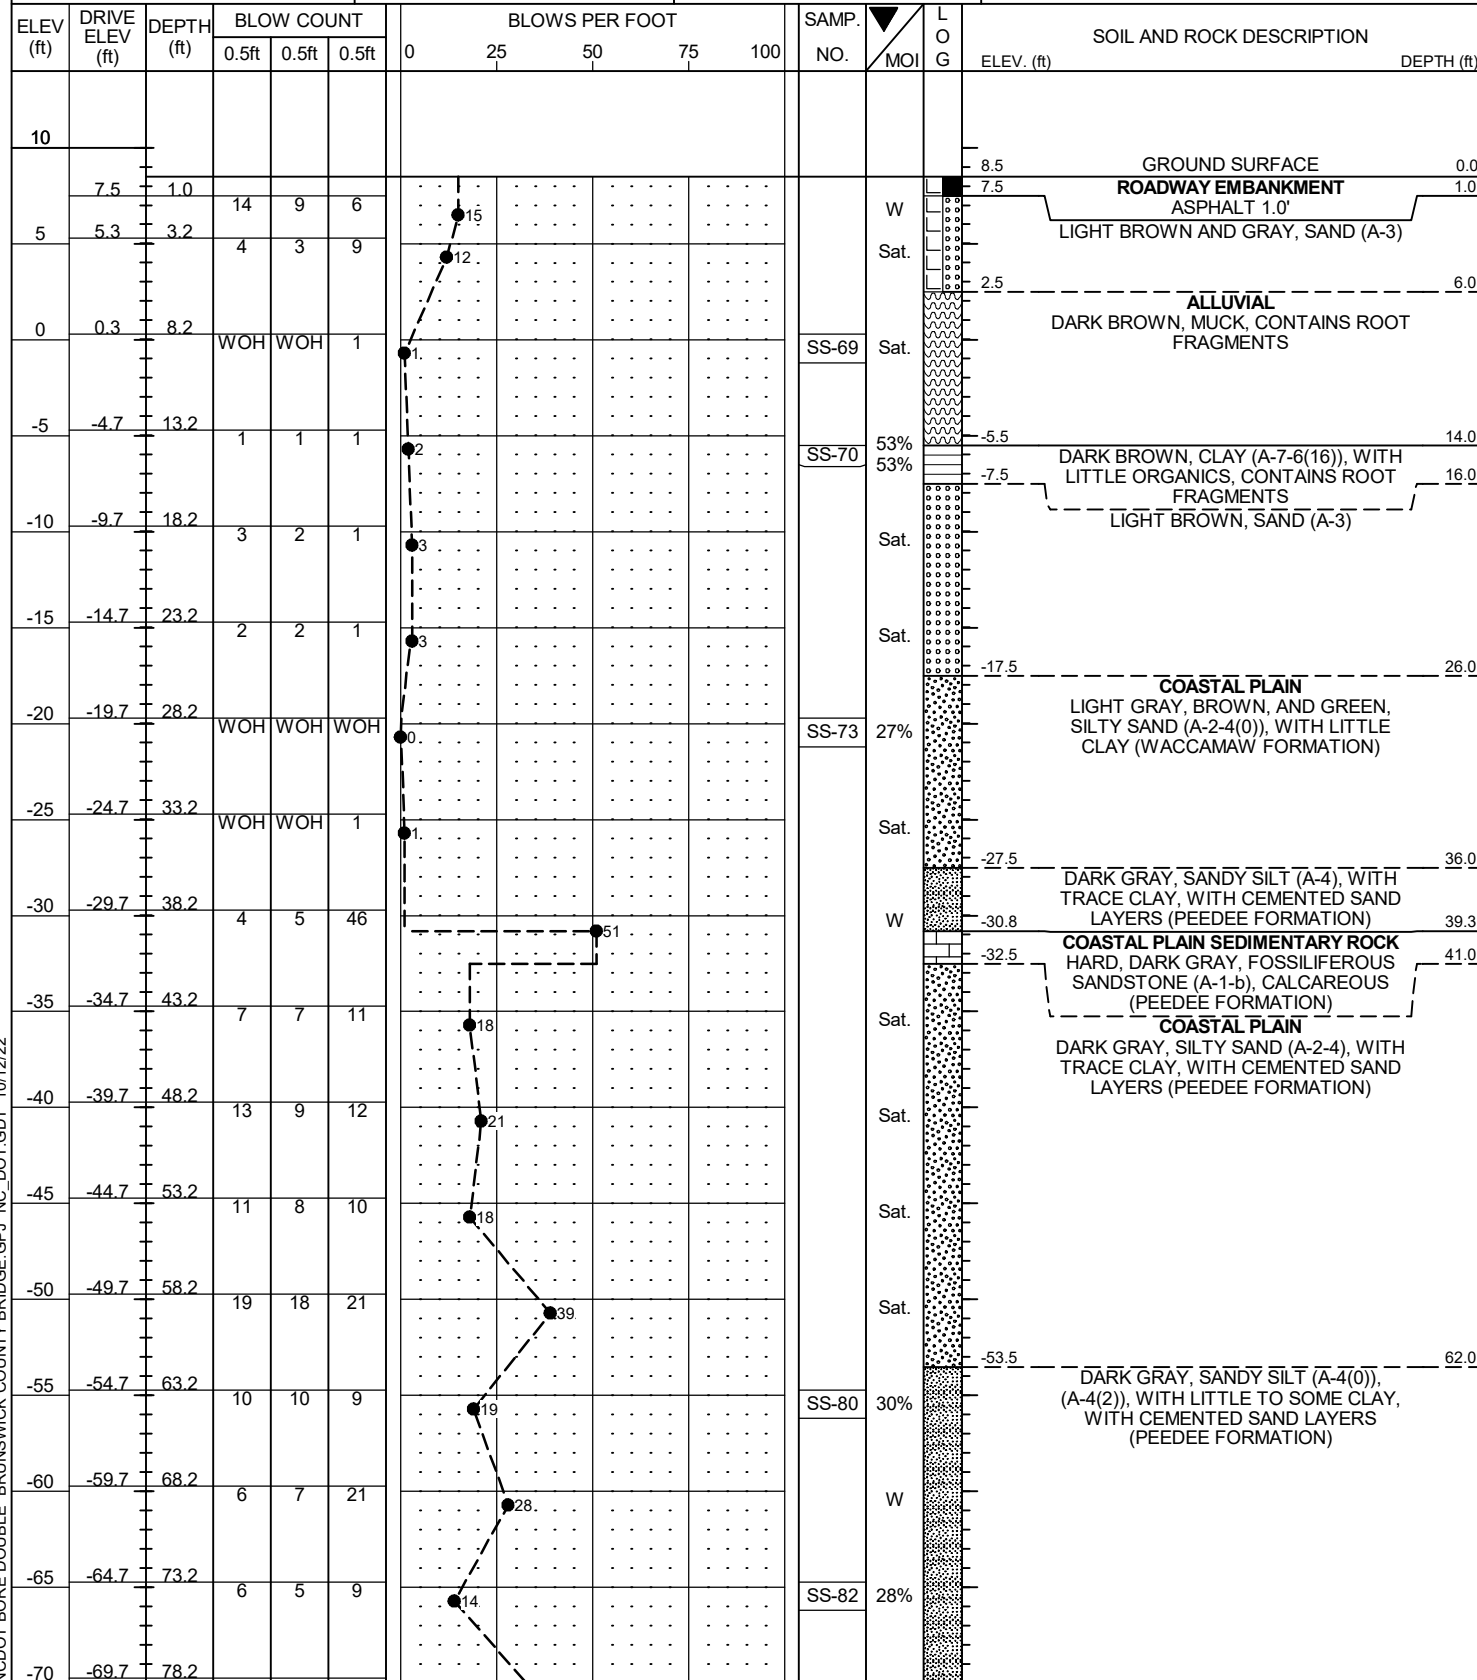 ELEV (ft) DRIVE ELEV (ft) DEPTH (ft) BLOW COUNT BLOWS PER FOOT SAMP. NO. MOI L O G SOIL AND ROCK DESCRIPTION
0.5ft 0.5ft 0.5ft 0 25 50 75 100 ELEV. (ft) DEPTH (ft)
10
8.5 GROUND SURFACE 0.0
7.5 1.0 14 9 6 15 W 7.5 ROADWAY EMBANKMENT 1.0
ASPHALT 1.0'
5 5.3 3.2 4 3 9 12 Sat. LIGHT BROWN AND GRAY, SAND (A-3)
2.5 6.0
ALLUVIAL
DARK BROWN, MUCK, CONTAINS ROOT
FRAGMENTS
0 0.3 8.2 WOH WOH 1 1 SS-69 Sat.
-5 -4.7 13.2 1 1 1 2 SS-70 53% 53% -5.5 14.0
DARK BROWN, CLAY (A-7-6(16)), WITH
-7.5 LITTLE ORGANICS, CONTAINS ROOT 16.0
FRAGMENTS
LIGHT BROWN, SAND (A-3)
-10 -9.7 18.2 3 2 1 3 Sat.
-15 -14.7 23.2 2 2 1 3 Sat.
-17.5 26.0
COASTAL PLAIN
LIGHT GRAY, BROWN, AND GREEN,
SILTY SAND (A-2-4(0)), WITH LITTLE
CLAY (WACCAMAW FORMATION)
-20 -19.7 28.2 WOH WOH WOH 0 SS-73 27%
-25 -24.7 33.2 WOH WOH 1 1 Sat.
-27.5 36.0
DARK GRAY, SANDY SILT (A-4), WITH
TRACE CLAY, WITH CEMENTED SAND
LAYERS (PEEDEE FORMATION)
-30 -29.7 38.2 4 5 46 51 W -30.8 39.3
COASTAL PLAIN SEDIMENTARY ROCK
-32.5 HARD, DARK GRAY, FOSSILIFEROUS 41.0
SANDSTONE (A-1-b), CALCAREOUS
(PEEDEE FORMATION)
-35 -34.7 43.2 7 7 11 18 Sat. COASTAL PLAIN
DARK GRAY, SILTY SAND (A-2-4), WITH
TRACE CLAY, WITH CEMENTED SAND
LAYERS (PEEDEE FORMATION)
-40 -39.7 48.2 13 9 12 21 Sat.
-45 -44.7 53.2 11 8 10 18 Sat.
-50 -49.7 58.2 19 18 21 39 Sat.
-53.5 62.0
DARK GRAY, SANDY SILT (A-4(0)),
(A-4(2)), WITH LITTLE TO SOME CLAY,
WITH CEMENTED SAND LAYERS
(PEEDEE FORMATION)
-55 -54.7 63.2 10 10 9 19 SS-80 30%
-60 -59.7 68.2 6 7 21 28 W
-65 -64.7 73.2 6 5 9 14 SS-82 28%
-70 -69.7 78.2
NCDOT BORE DOUBLE BRUNSWICK COUNTY BRIDGE.GPJ NC_DOT.GDT 10/12/22